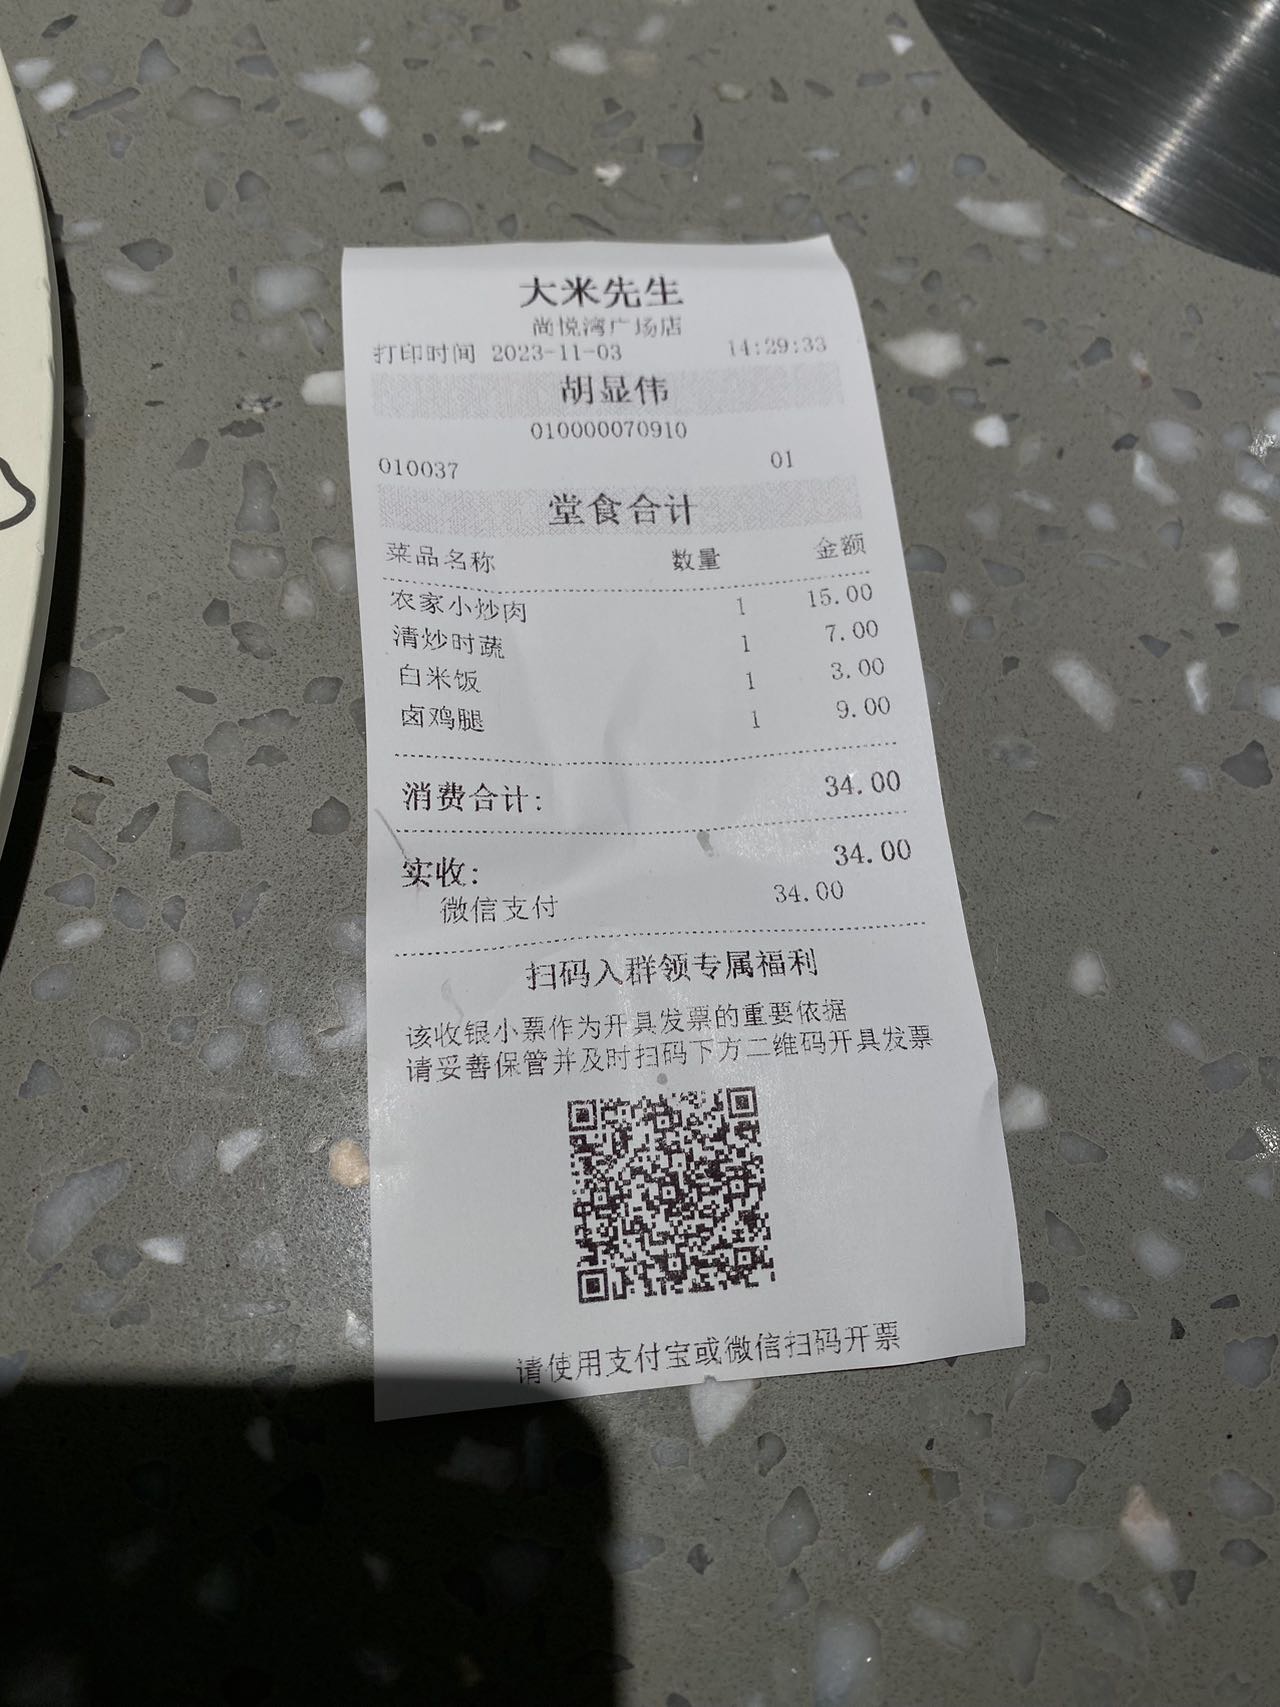 大米先生
尚悦湾广场店
打印时间 2023-11-03 14:29:33
胡显伟
010000070910
010037 01
堂食合计
菜品名称 数量 金额
农家小炒肉 1 15.00
清炒时蔬 1 7.00
白米饭 1 3.00
卤鸡腿 1 9.00
消费合计: 34.00
实收: 34.00
微信支付 34.00
扫码入群领专属福利
该收银小票作为开具发票的重要依据
请妥善保管并及时扫码下方二维码开具发票
请使用支付宝或微信扫码开票